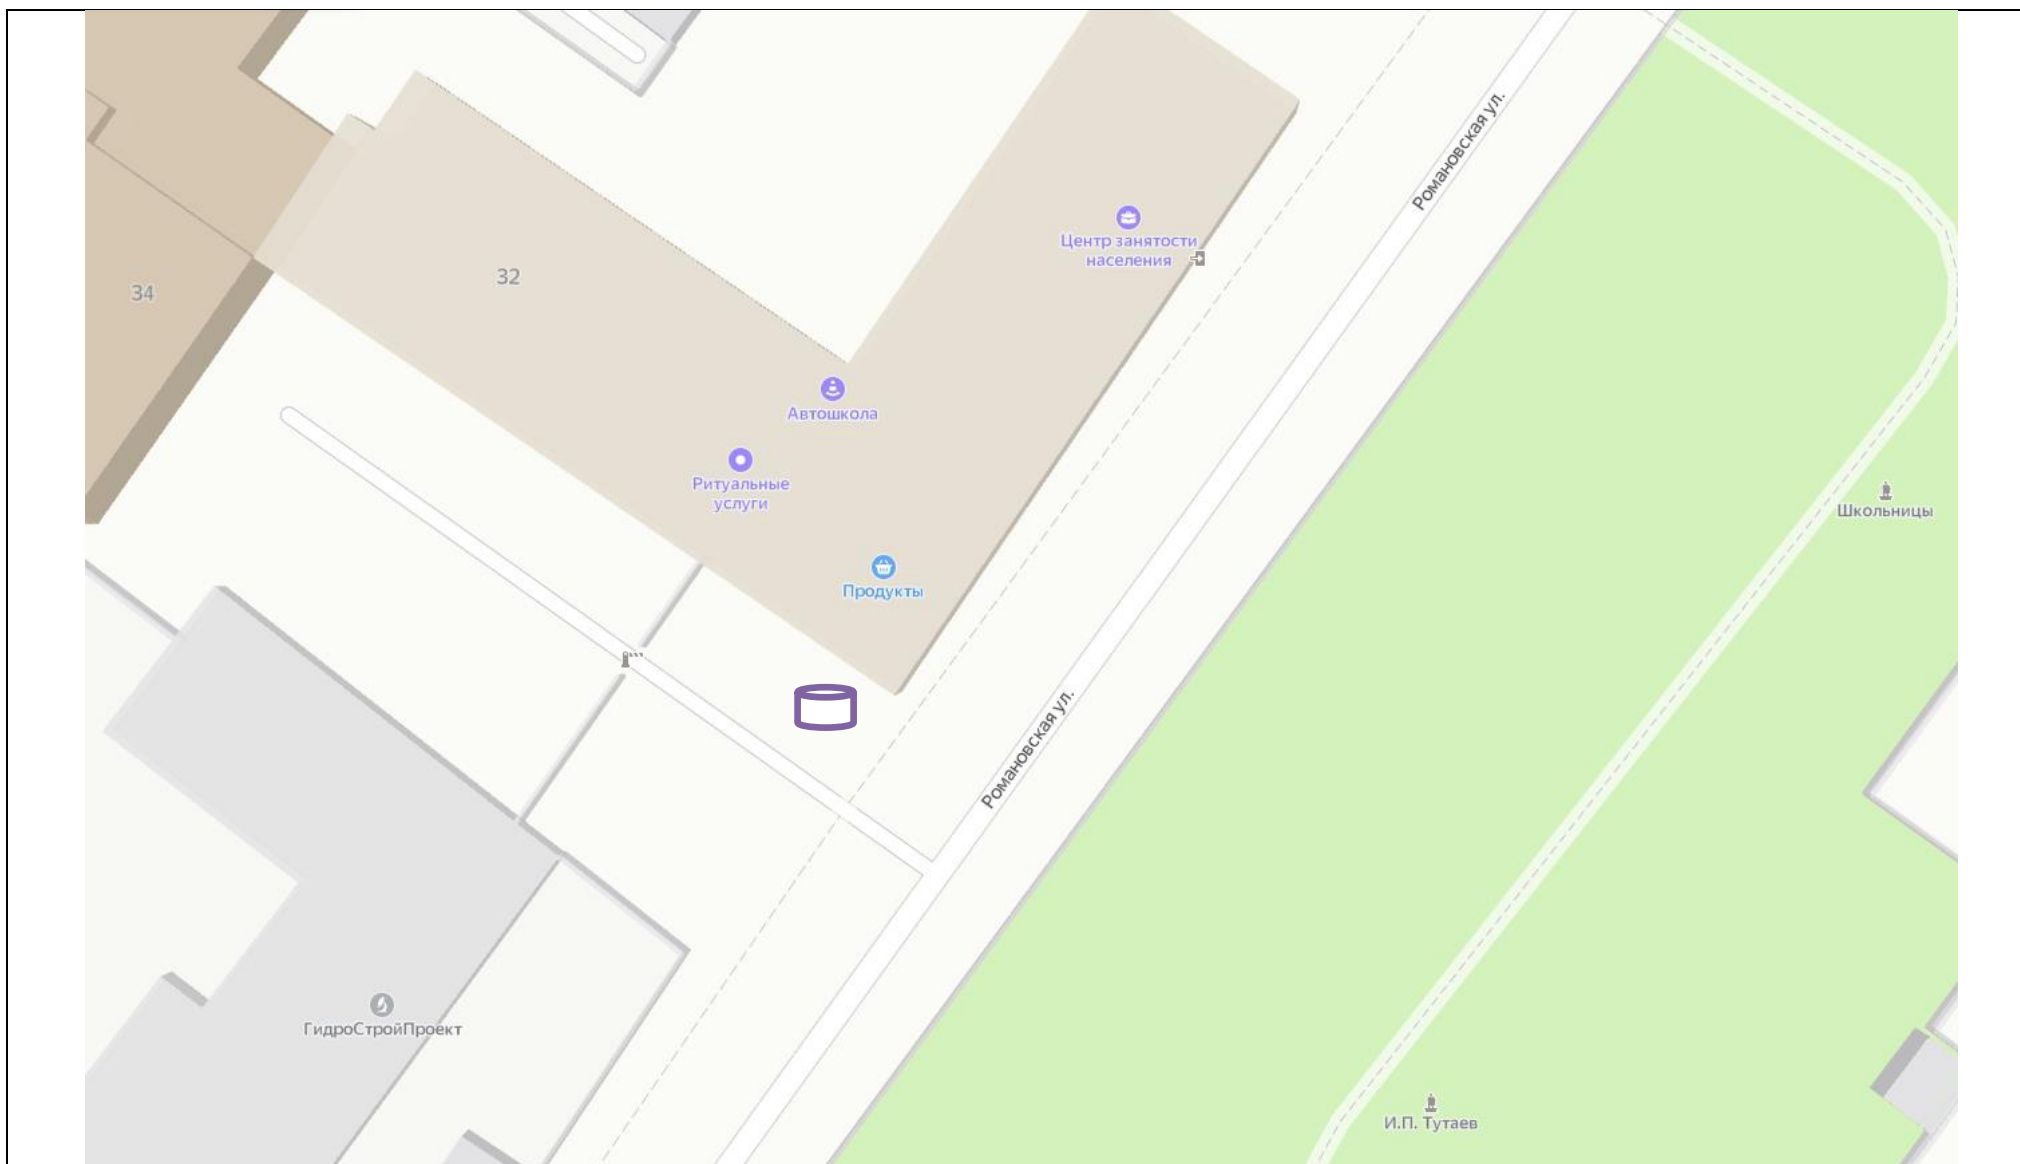 Романовская ул.
Центр занятости
населения
32
34
Автошкола
Ритуальные
услуги
Школьницы
Продукты
Романовская ул.
ГидроСтройПроект
И.П. Тутаев